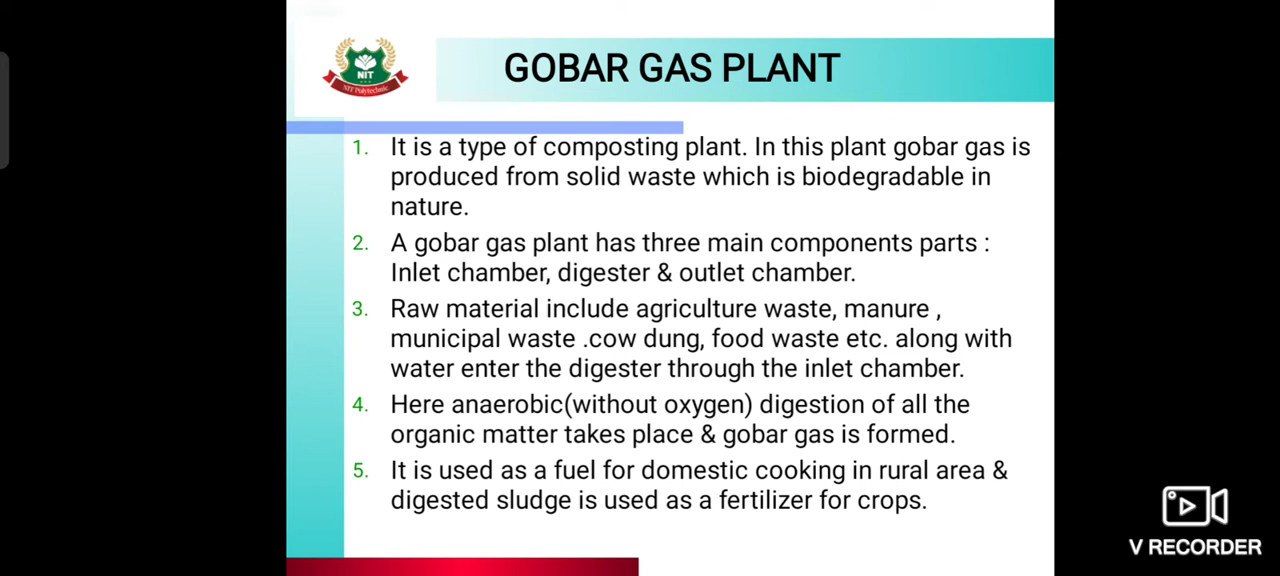 GOBAR GAS PLANT
NIT
NIT Polytechnic
1. It is a type of composting plant. In this plant gobar gas is
produced from solid waste which is biodegradable in
nature.
2. A gobar gas plant has three main components parts :
Inlet chamber, digester & outlet chamber.
3. Raw material include agriculture waste, manure ,
municipal waste .cow dung, food waste etc. along with
water enter the digester through the inlet chamber.
4. Here anaerobic(without oxygen) digestion of all the
organic matter takes place & gobar gas is formed.
5. It is used as a fuel for domestic cooking in rural area &
digested sludge is used as a fertilizer for crops.
V RECORDER